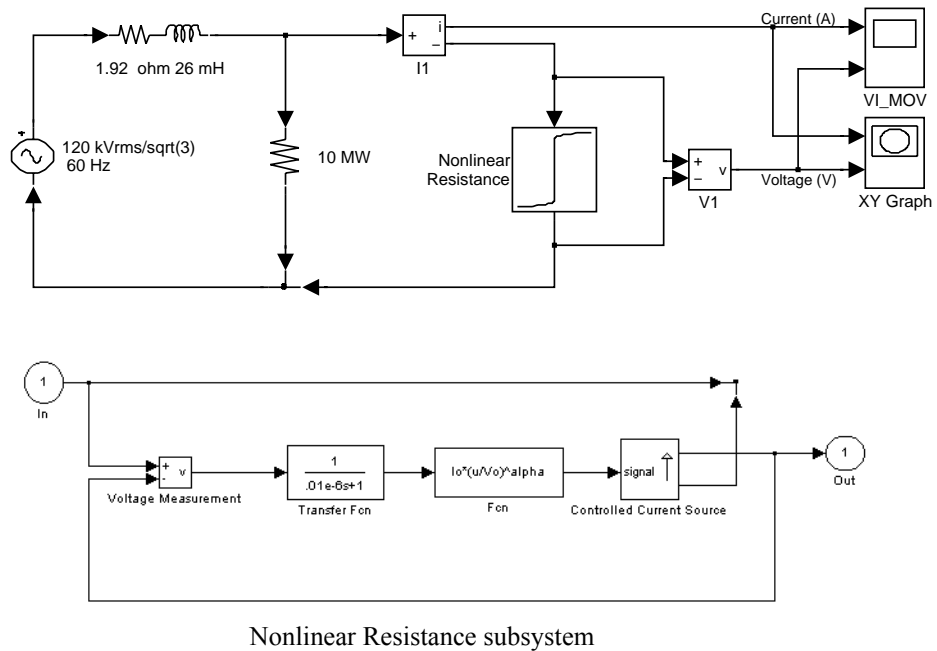 Current (A)
i
+
−
I1
1.92 ohm 26 mH
VI_MOV
+
120 kVrms/sqrt(3)
60 Hz
10 MW
Nonlinear
Resistance
+
−
v
V1
Voltage (V)
XY Graph
1
In
+
-
v
Voltage Measurement
1
.01e-6s+1
Transfer Fcn
Io*(u/Vo)^alpha
Fcn
signal
Controlled Current Source
1
Out
Nonlinear Resistance subsystem